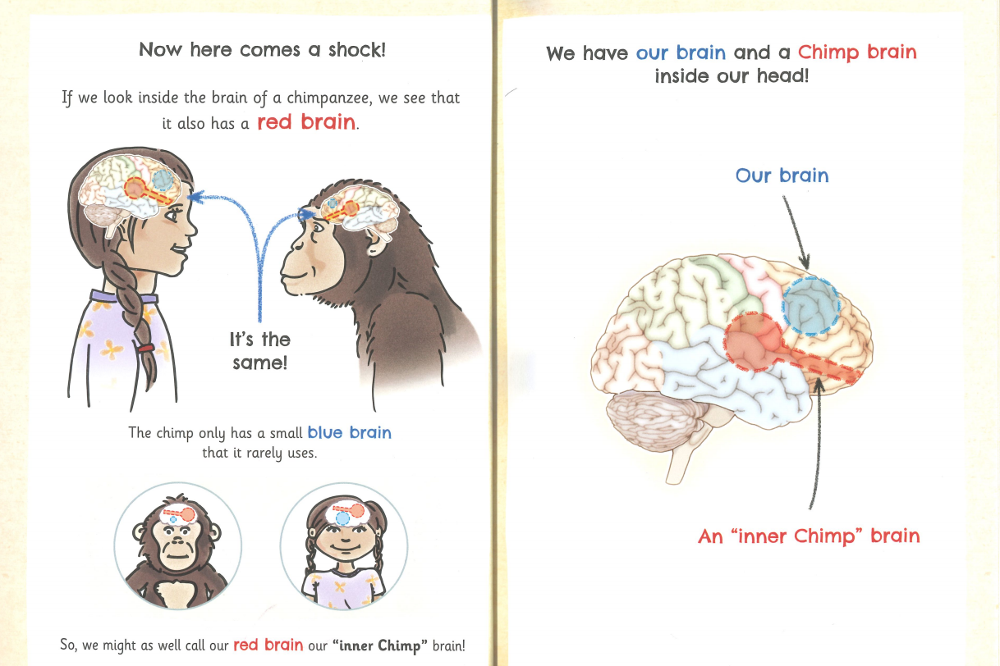 Now here comes a shock!
If we look inside the brain of a chimpanzee, we see that
it also has a red brain.
It's the
same!
The chimp only has a small blue brain
that it rarely uses.
So, we might as well call our red brain our “inner Chimp” brain!
We have our brain and a Chimp brain
inside our head!
Our brain
An “inner Chimp” brain